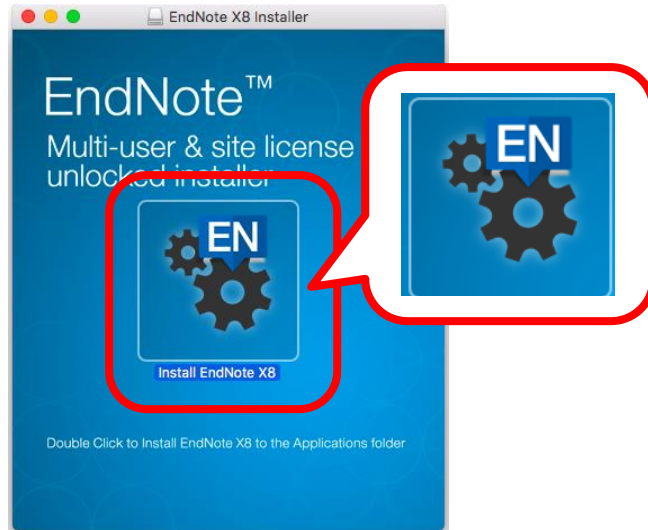 EndNote X8 Installer
EndNote™
Multi-user & site license
unlocked installer
EN
Install EndNote X8
Double Click to Install EndNote X8 to the Applications folder
EN